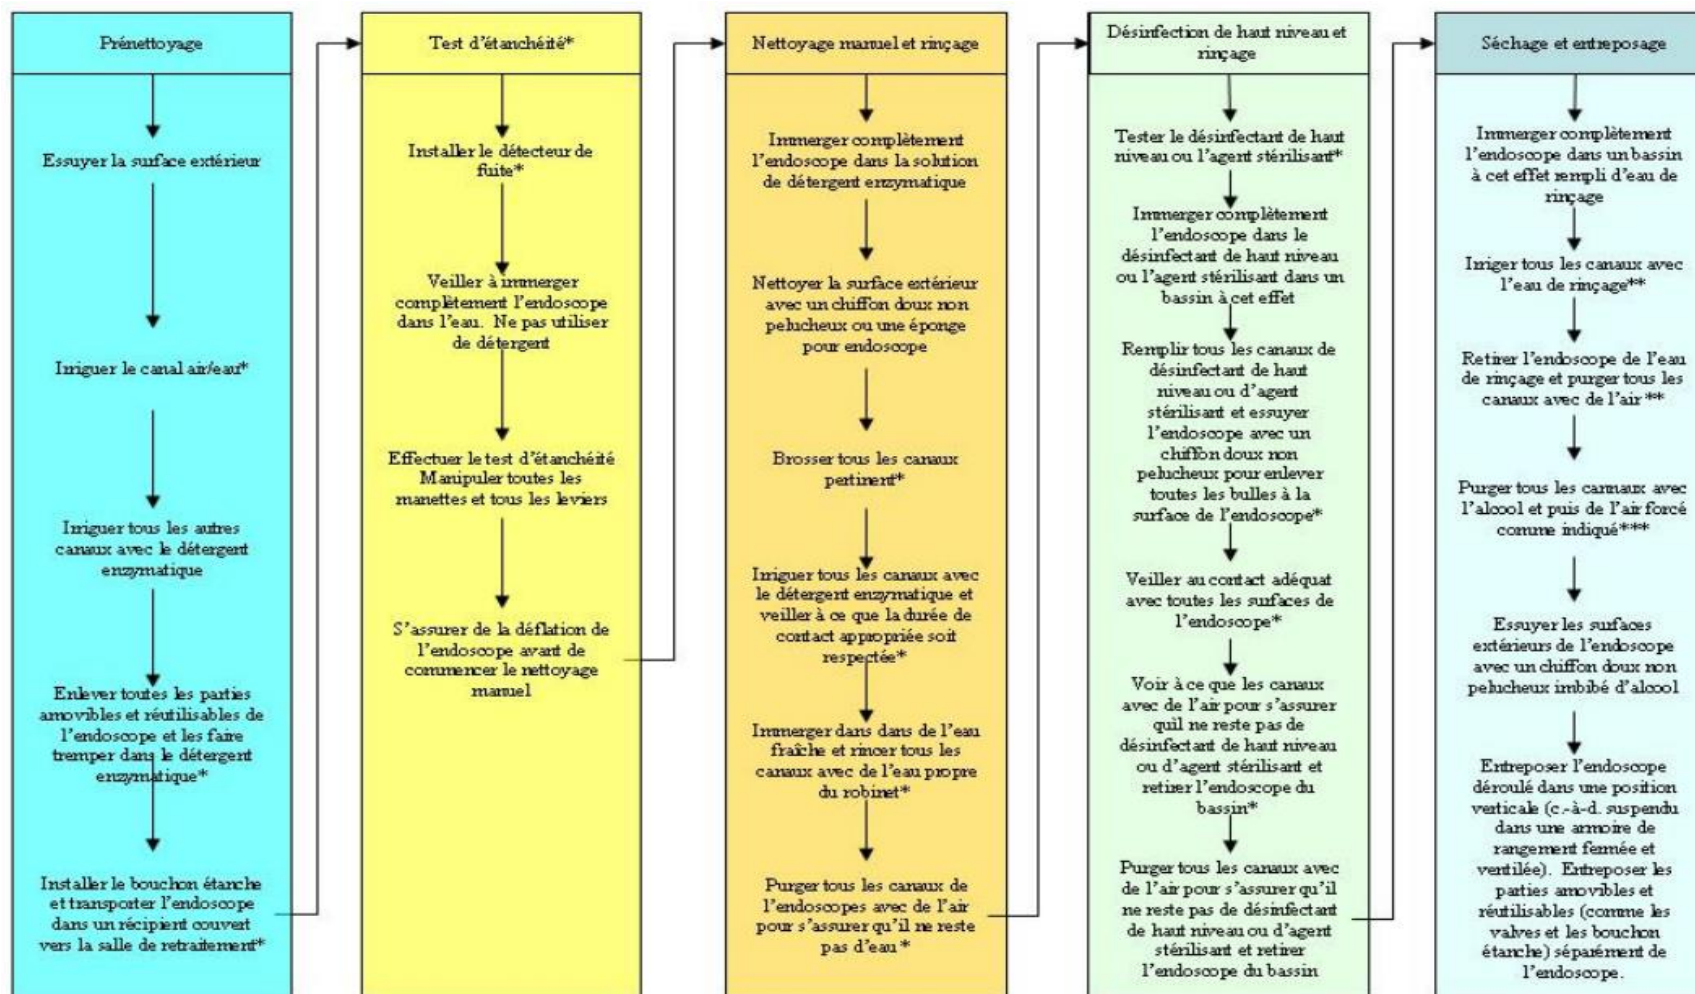 Prénettoyage
Essuyer la surface extérieur
Irriguer le canal air/eau*
Irriguer tous les autres
canaux avec le détergent
enzymatique
Enlever toutes les parties
amovibles et réutilisables de
l'endoscope et les faire
tremper dans le détergent
enzymatique*
Installer le bouchon étanche
et transporter l'endoscope
dans un récipient couvert
vers la salle de retraitement*
Test d'étanchéité*
Installer le détecteur de
fuite*
Veiller à immerger
complètement l'endoscope
dans l'eau. Ne pas utiliser
de détergent
Effectuer le test d'étanchéité
Manipuler toutes les
manettes et tous les leviers
S'assurer de la déflation de
l'endoscope avant de
commencer le nettoyage
manuel
Nettoyage manuel et rinçage
Immerger complètement
l'endoscope dans la solution
de détergent enzymatique
Nettoyer la surface extérieur
avec un chiffon doux non
pelucheux ou une éponge
pour endoscope
Brosser tous les canaux
pertinent*
Irriguer tous les canaux avec
le détergent enzymatique et
veiller à ce que la durée de
contact appropriée soit
respectée*
Immerger dans dans de l'eau
fraîche et rincer tous les
canaux avec de l'eau propre
du robinet*
Purger tous les canaux de
l'endoscopes avec de l'air
pour s'assurer qu'il ne reste
pas d'eau *
Désinfection de haut niveau et
rinçage
Tester le désinfectant de haut
niveau ou l'agent stérilisant*
Immerger complètement
l'endoscope dans le
désinfectant de haut niveau
ou l'agent stérilisant dans un
bassin à cet effet
Remplir tous les canaux de
désinfectant de haut
niveau ou d'agent
stérilisant et essuyer
l'endoscope avec un
chiffon doux non
pelucheux pour enlever
toutes les bulles à la
surface de l'endoscope*
Veiller au contact adéquat
avec toutes les surfaces de
l'endoscope*
Voir à ce que les canaux
avec de l'air pour s'assurer
qu'il ne reste pas de
désinfectant de haut niveau
ou d'agent stérilisant et
retirer l'endoscope du
bassin*
Purger tous les canaux avec
de l'air pour s'assurer qu'il
ne reste pas de désinfectant
de haut niveau ou d'agent
stérilisant et retirer
l'endoscope du bassin
Séchage et entreposage
Immerger complètement
l'endoscope dans un bassin
à cet effet rempli d'eau de
rinçage
Irriger tous les canaux avec
l'eau de rinçage**
Retirer l'endoscope de l'eau
de rinçage et purger tous les
canaux avec de l'air **
Purger tous les cannaux avec
l'alcool et puis de l'air forcé
comme indiqué***
Essuyer les surfaces
extérieurs de l'endoscope
avec un chiffon doux non
pelucheux imbibé d'alcool
Entreposer l'endoscope
déroulé dans une position
verticale (c.-à-d. suspendu
dans une armoire de
rangement fermée et
ventilée). Entreposer les
parties amovibles et
réutilisables (comme les
valves et les bouchon
étanche) séparément de
l'endoscope.